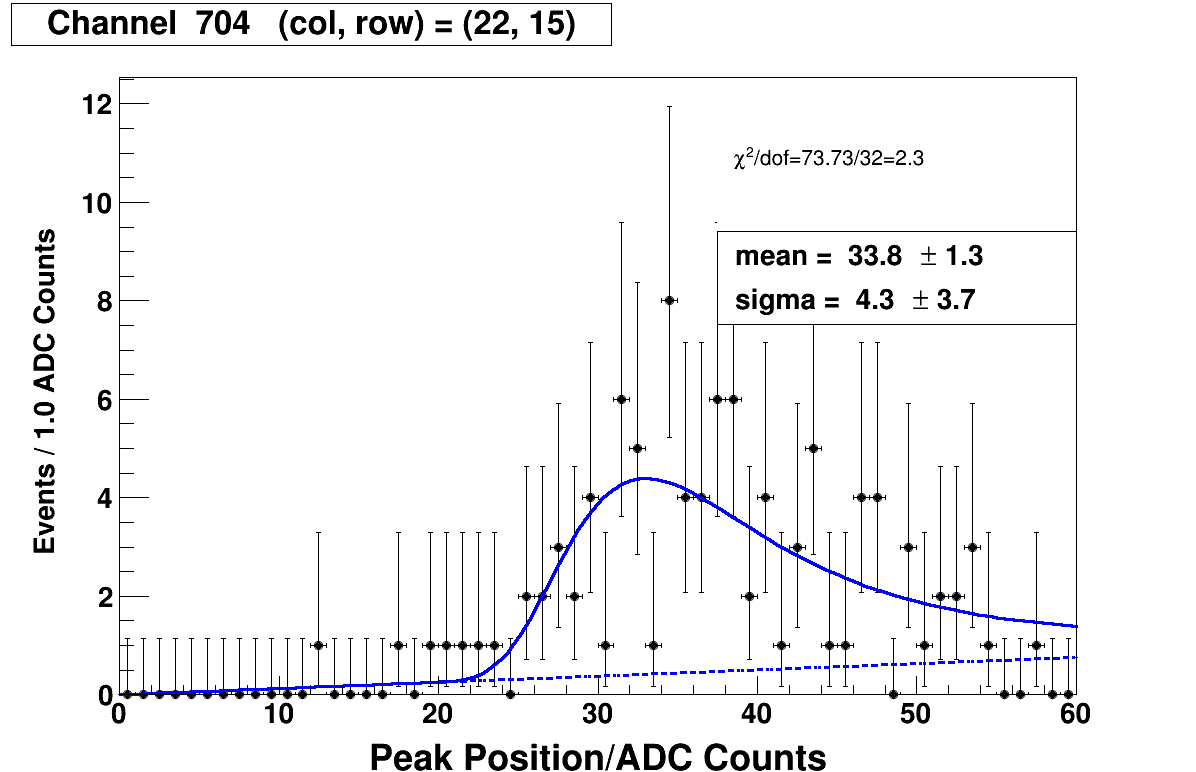 Channel  704   (col, row) = (22, 15)
χ²/dof=73.73/32=2.3
mean =  33.8  ± 1.3
sigma =  4.3  ± 3.7
Events / 1.0 ADC Counts
12
10
8
6
4
2
0
0 10 20 30 40 50 60
Peak Position/ADC Counts